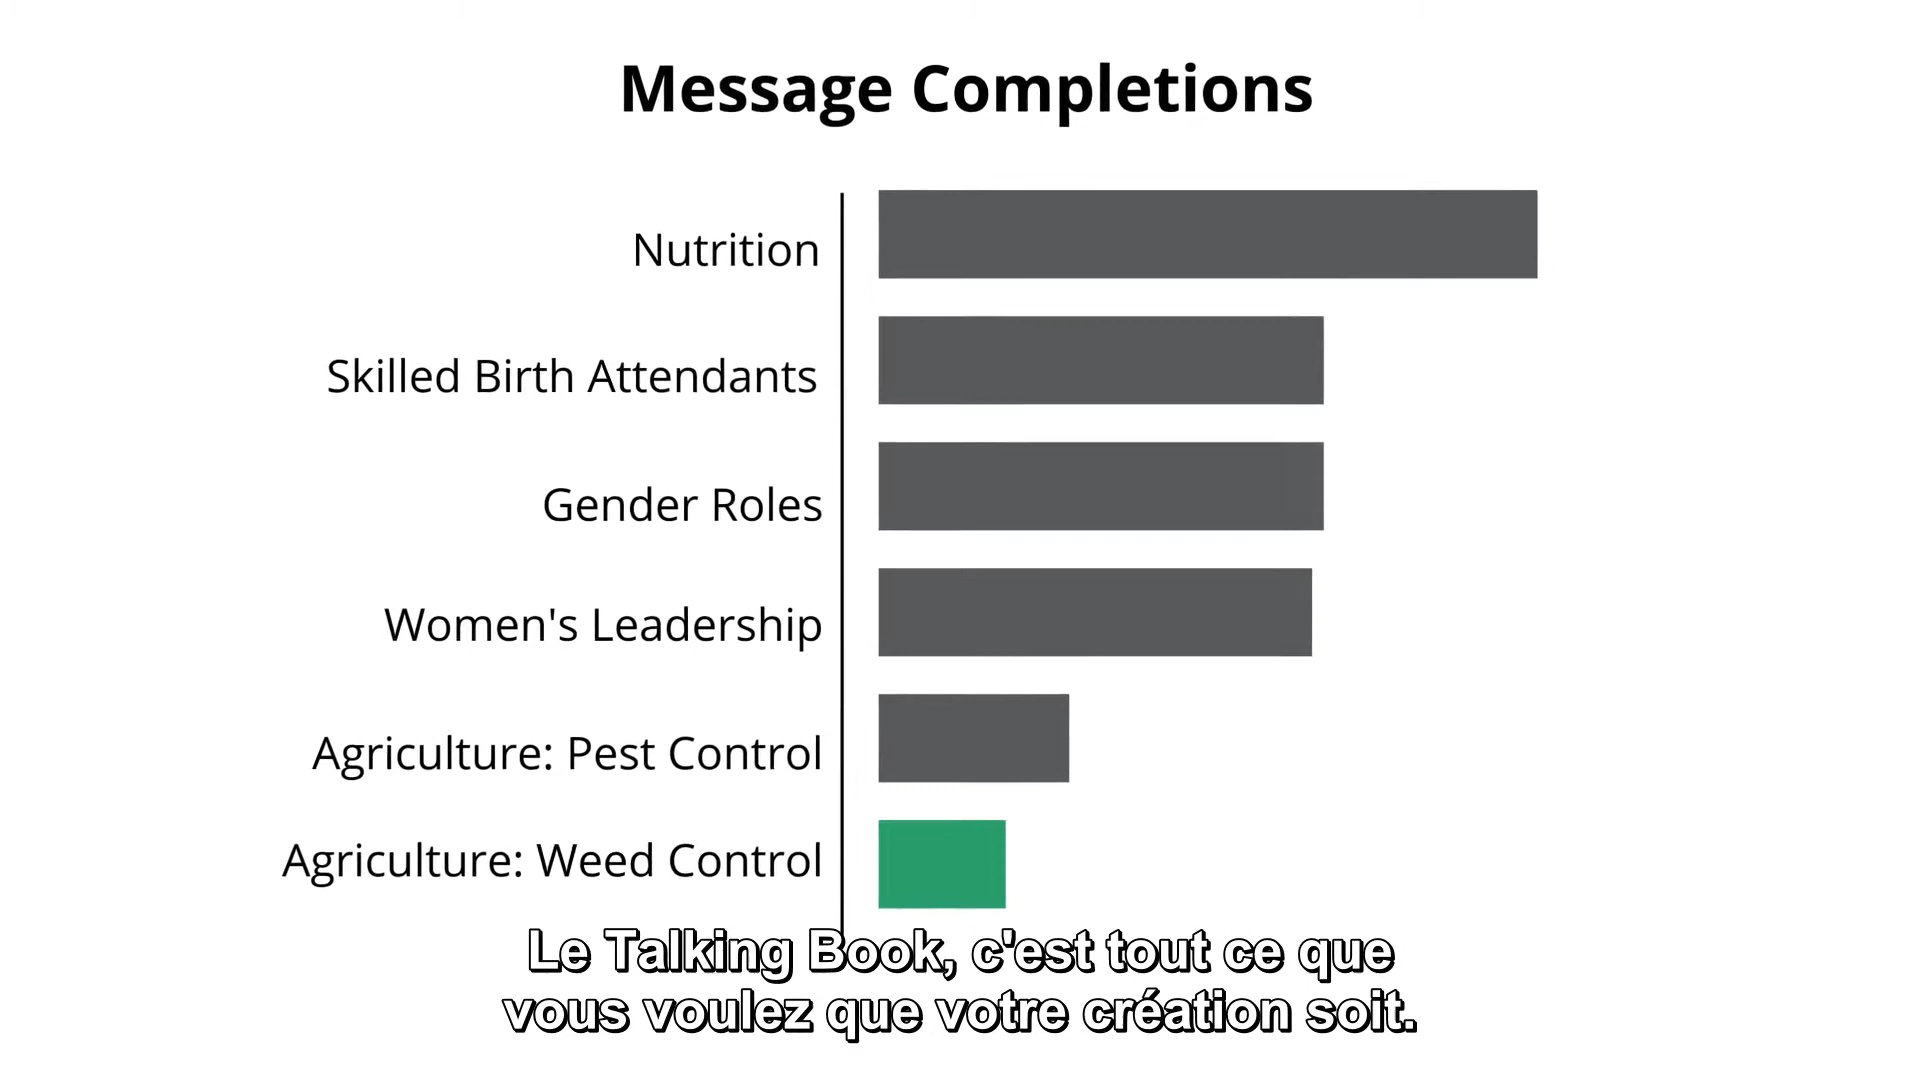 Message Completions
Nutrition
Skilled Birth Attendants
Gender Roles
Women's Leadership
Agriculture: Pest Control
Agriculture: Weed Control
Le Talking Book, c'est tout ce que
vous voulez que votre création soit.